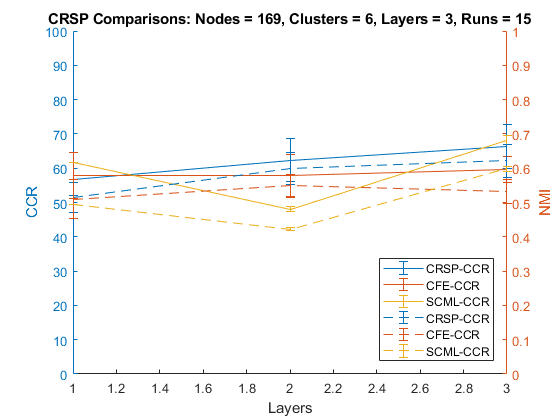 CRSP Comparisons: Nodes = 169, Clusters = 6, Layers = 3, Runs = 15
100
90
80
70
60
50
40
30
20
10
0
CCR
1
0.9
0.8
0.7
0.6
0.5
0.4
0.3
0.2
0.1
0
NMI
CRSP-CCR
CFE-CCR
SCML-CCR
CRSP-CCR
CFE-CCR
SCML-CCR
1 1.2 1.4 1.6 1.8 2 2.2 2.4 2.6 2.8 3
Layers